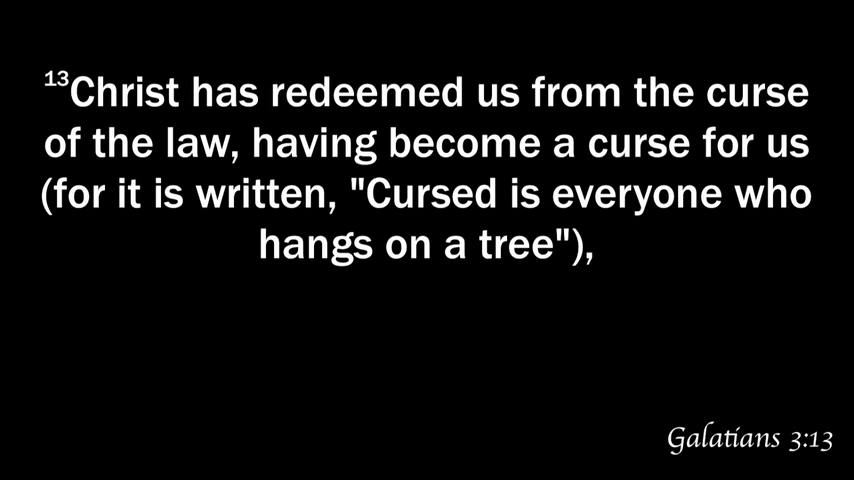 13Christ has redeemed us from the curse
of the law, having become a curse for us
(for it is written, "Cursed is everyone who
hangs on a tree"),
Galatians 3:13